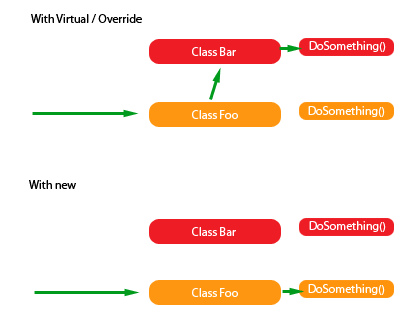 With Virtual / Override
Class Bar
DoSomething()
Class Foo
DoSomething()
With new
Class Bar
DoSomething()
Class Foo
DoSomething()